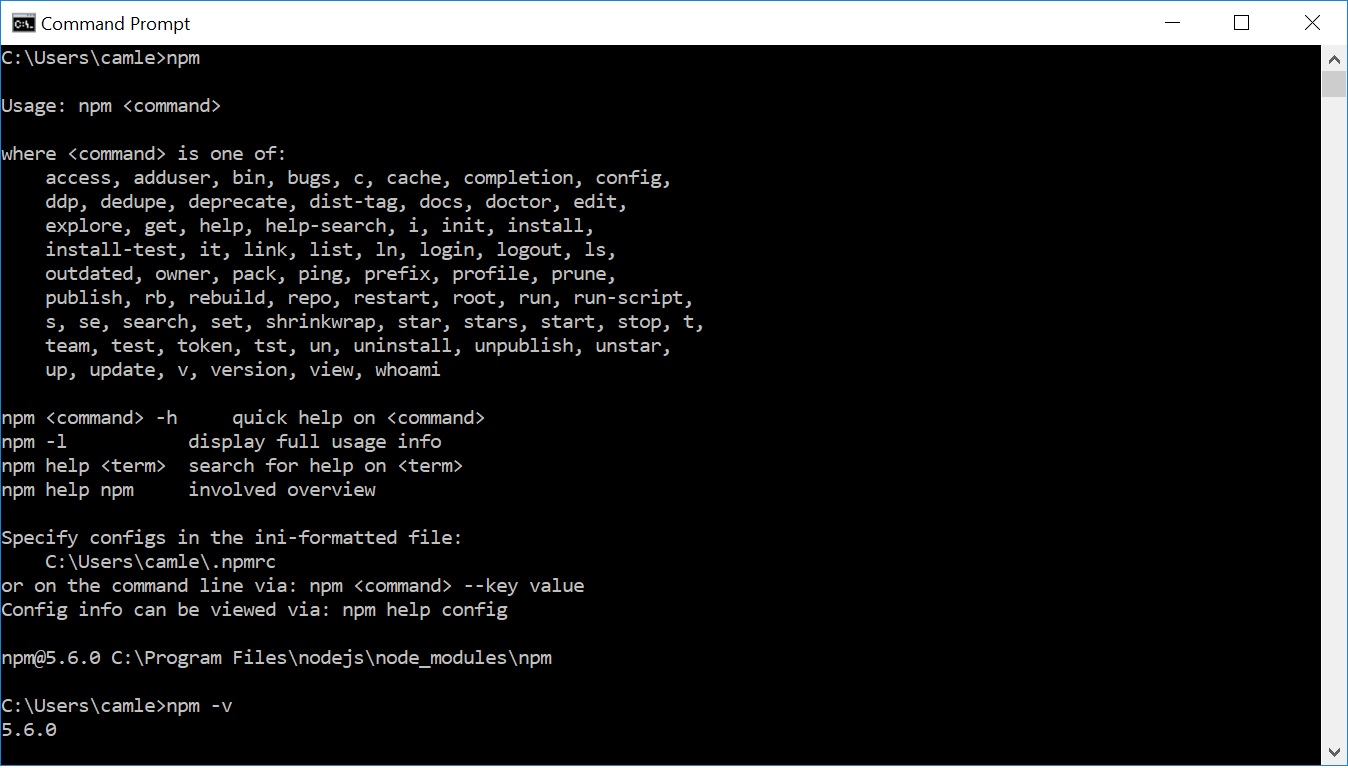 Command Prompt
C:\Users\camle>npm
Usage: npm <command>
where <command> is one of:
    access, adduser, bin, bugs, c, cache, completion, config,
    ddp, dedupe, deprecate, dist-tag, docs, doctor, edit,
    explore, get, help, help-search, i, init, install,
    install-test, it, link, list, ln, login, logout, ls,
    outdated, owner, pack, ping, prefix, profile, prune,
    publish, rb, rebuild, repo, restart, root, run, run-script,
    s, se, search, set, shrinkwrap, star, stars, start, stop, t,
    team, test, token, tst, un, uninstall, unpublish, unstar,
    up, update, v, version, view, whoami
npm <command> -h     quick help on <command>
npm -l           display full usage info
npm help <term>  search for help on <term>
npm help npm     involved overview
Specify configs in the ini-formatted file:
    C:\Users\camle\.npmrc
or on the command line via: npm <command> --key value
Config info can be viewed via: npm help config
npm@5.6.0 C:\Program Files\nodejs\node_modules\npm
C:\Users\camle>npm -v
5.6.0